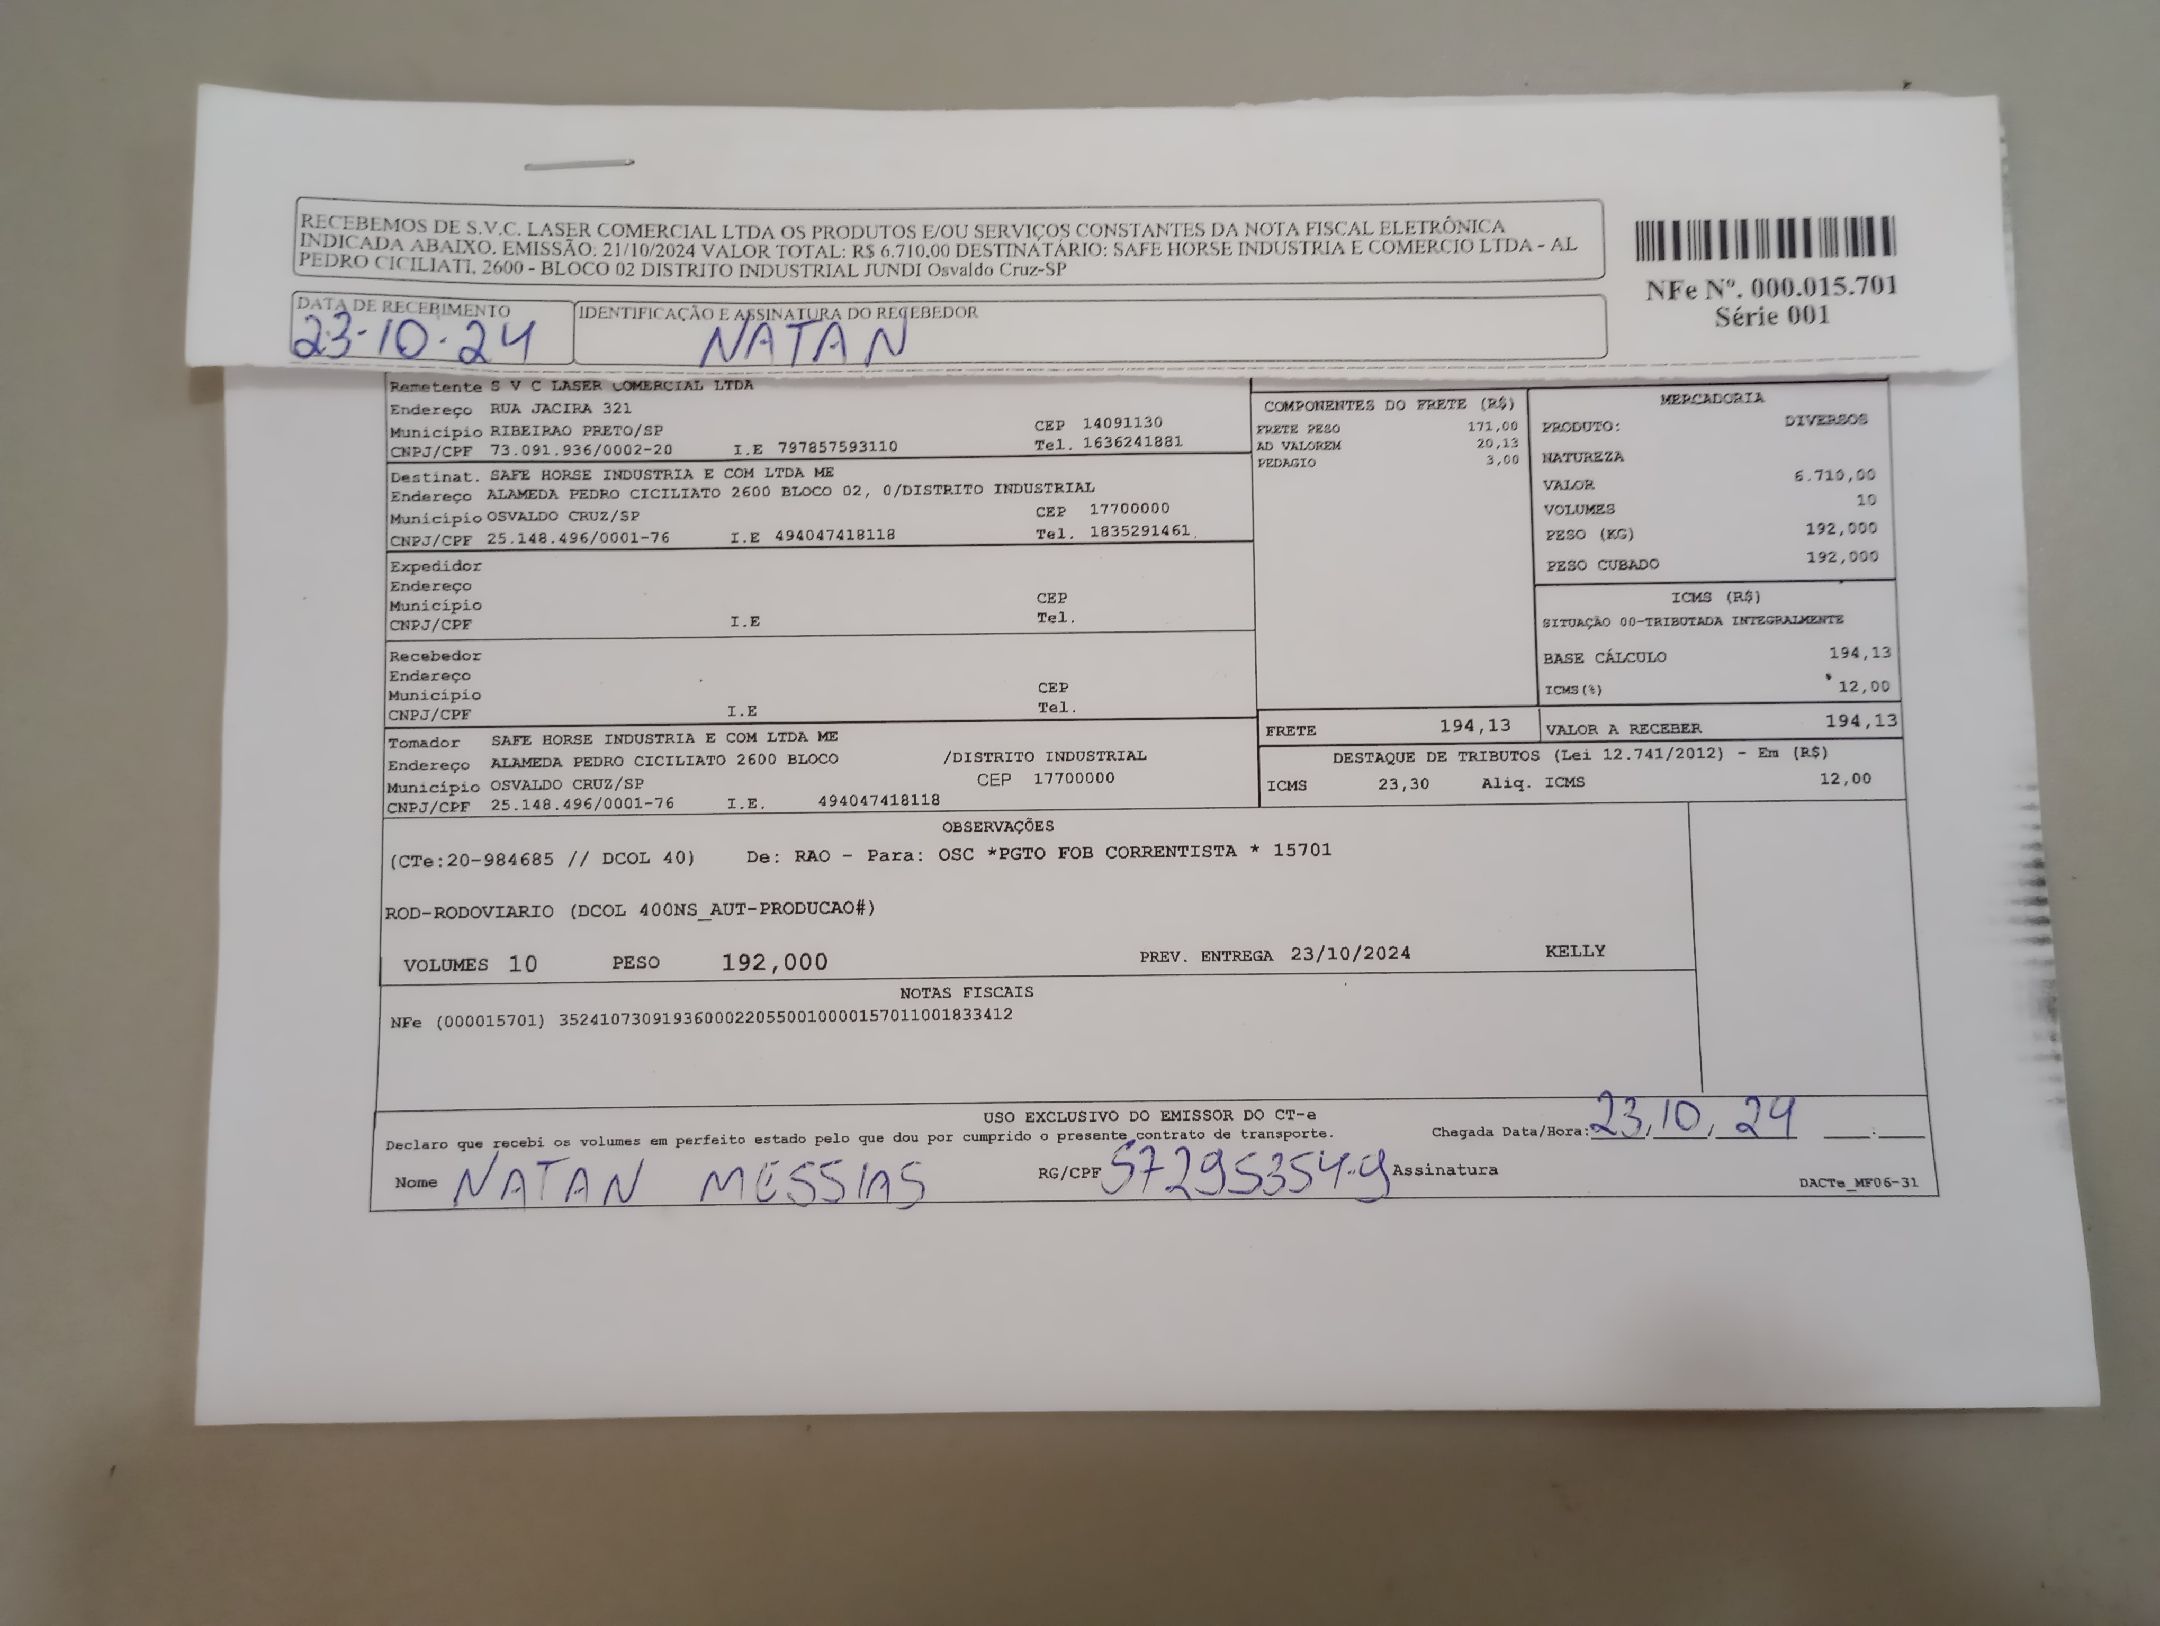 RECEBEMOS DE S.V.C. LASER COMERCIAL LTDA OS PRODUTOS E/OU SERVIÇOS CONSTANTES DA NOTA FISCAL ELETRÔNICA
INDICADA ABAIXO. EMISSÃO: 21/10/2024 VALOR TOTAL: R$ 6.710,00 DESTINATÁRIO: SAFE HORSE INDUSTRIA E COMERCIO LTDA - AL
PEDRO CICILIATI, 2600 - BLOCO 02 DISTRITO INDUSTRIAL JUNDI Osvaldo Cruz-SP
NFe Nº. 000.015.701
Série 001
DATA DE RECEBIMENTO
23-10-24
IDENTIFICAÇÃO E ASSINATURA DO RECEBEDOR
NATAN
Remetente S V C LASER COMERCIAL LTDA
Endereço RUA JACIRA 321
Município RIBEIRAO PRETO/SP CEP 14091130
CNPJ/CPF 73.091.936/0002-20 I.E 797857593110 Tel. 1636241881
Destinat. SAFE HORSE INDUSTRIA E COM LTDA ME
Endereço ALAMEDA PEDRO CICILIATO 2600 BLOCO 02, 0/DISTRITO INDUSTRIAL
Município OSVALDO CRUZ/SP CEP 17700000
CNPJ/CPF 25.148.496/0001-76 I.E 494047418118 Tel. 1835291461
Expedidor
Endereço
Município CEP
CNPJ/CPF I.E Tel.
Recebedor
Endereço
Município CEP
CNPJ/CPF I.E Tel.
Tomador SAFE HORSE INDUSTRIA E COM LTDA ME
Endereço ALAMEDA PEDRO CICILIATO 2600 BLOCO /DISTRITO INDUSTRIAL
Município OSVALDO CRUZ/SP CEP 17700000
CNPJ/CPF 25.148.496/0001-76 I.E. 494047418118
COMPONENTES DO FRETE (R$)
FRETE PESO 171,00
AD VALOREM 20,13
PEDAGIO 3,00
MERCADORIA
PRODUTO: DIVERSOS
NATUREZA
VALOR 6.710,00
VOLUMES 10
PESO (KG) 192,000
PESO CUBADO 192,000
ICMS (R$)
SITUAÇÃO 00-TRIBUTADA INTEGRALMENTE
BASE CÁLCULO 194,13
ICMS(%) 12,00
FRETE 194,13 VALOR A RECEBER 194,13
DESTAQUE DE TRIBUTOS (Lei 12.741/2012) - Em (R$)
ICMS 23,30 Aliq. ICMS 12,00
OBSERVAÇÕES
(CTe:20-984685 // DCOL 40) De: RAO - Para: OSC *PGTO FOB CORRENTISTA * 15701
ROD-RODOVIARIO (DCOL 400NS_AUT-PRODUCAO#)
VOLUMES 10 PESO 192,000 PREV. ENTREGA 23/10/2024 KELLY
NOTAS FISCAIS
NFe (000015701) 35241073091936000220550010000157011001833412
USO EXCLUSIVO DO EMISSOR DO CT-e
Declaro que recebi os volumes em perfeito estado pelo que dou por cumprido o presente contrato de transporte. Chegada Data/Hora: 23/10/24
Nome NATAN MESSIAS RG/CPF 57295354-9 Assinatura
DACTe_MF06-31